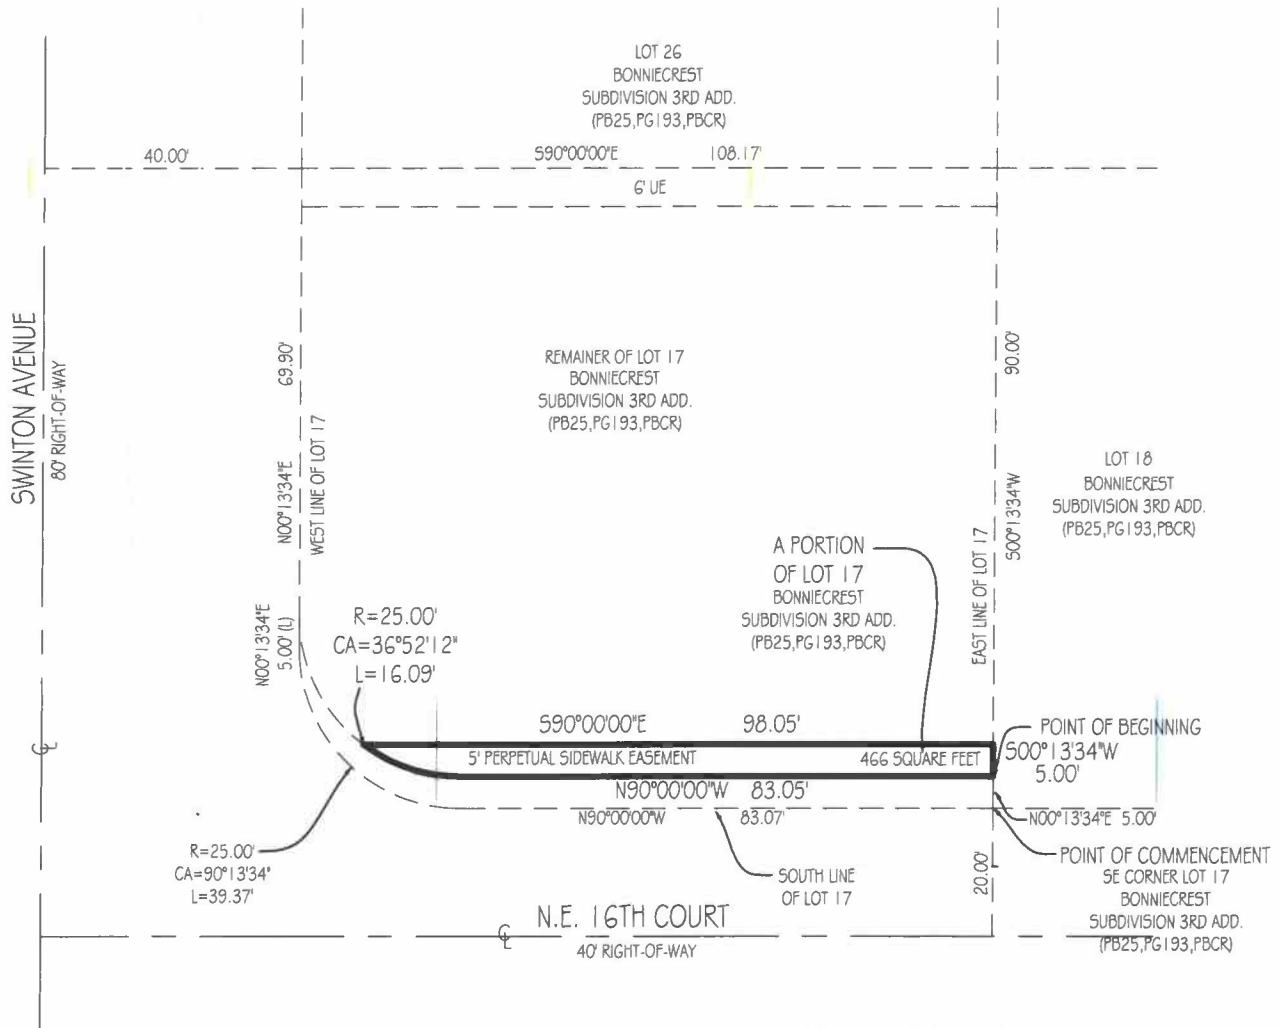 LOT 26
BONNIECREST
SUBDIVISION 3RD ADD.
(PB25,PG193,PBCR)
40.00'
S90°00'00"E 108.17'
6' UE
SWINTON AVENUE
80' RIGHT-OF-WAY
69.90'
N00°13'34"E
WEST LINE OF LOT 17
REMAINER OF LOT 17
BONNIECREST
SUBDIVISION 3RD ADD.
(PB25,PG193,PBCR)
90.00'
S00°13'34"W
EAST LINE OF LOT 17
LOT 18
BONNIECREST
SUBDIVISION 3RD ADD.
(PB25,PG193,PBCR)
A PORTION
OF LOT 17
BONNIECREST
SUBDIVISION 3RD ADD.
(PB25,PG193,PBCR)
N00°13'34"E
5.00' (L)
R=25.00'
CA=36°52'12"
L=16.09'
S90°00'00"E 98.05'
POINT OF BEGINNING
S00°13'34"W
5.00'
5' PERPETUAL SIDEWALK EASEMENT
466 SQUARE FEET
N90°00'00"W 83.05'
N90°00'00"W 83.07'
N00°13'34"E 5.00'
CL
R=25.00'
CA=90°13'34"
L=39.37'
SOUTH LINE
OF LOT 17
20.00'
POINT OF COMMENCEMENT
SE CORNER LOT 17
BONNIECREST
SUBDIVISION 3RD ADD.
(PB25,PG193,PBCR)
N.E. 16TH COURT
CL
40' RIGHT-OF-WAY